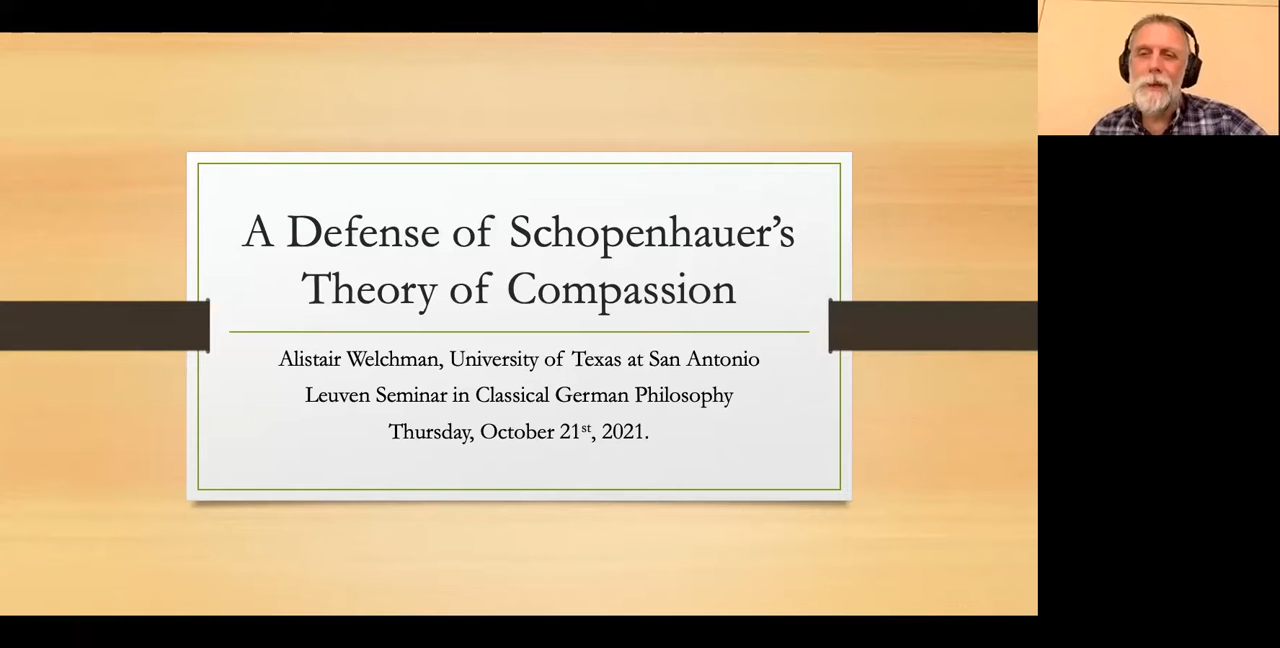 A Defense of Schopenhauer’s
Theory of Compassion
Alistair Welchman, University of Texas at San Antonio
Leuven Seminar in Classical German Philosophy
Thursday, October 21st, 2021.